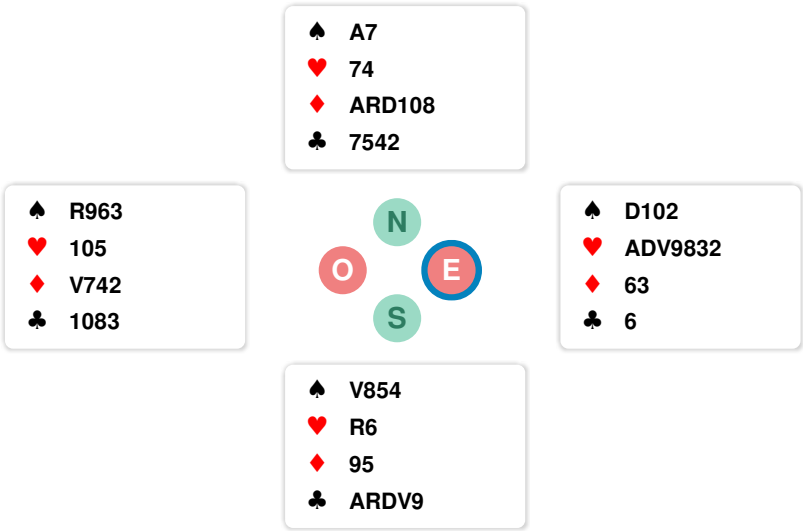 ♠ A7
♥ 74
♦ ARD108
♣ 7542
♠ R963
♥ 105
♦ V742
♣ 1083
N
O E
S
♠ D102
♥ ADV9832
♦ 63
♣ 6
♠ V854
♥ R6
♦ 95
♣ ARDV9